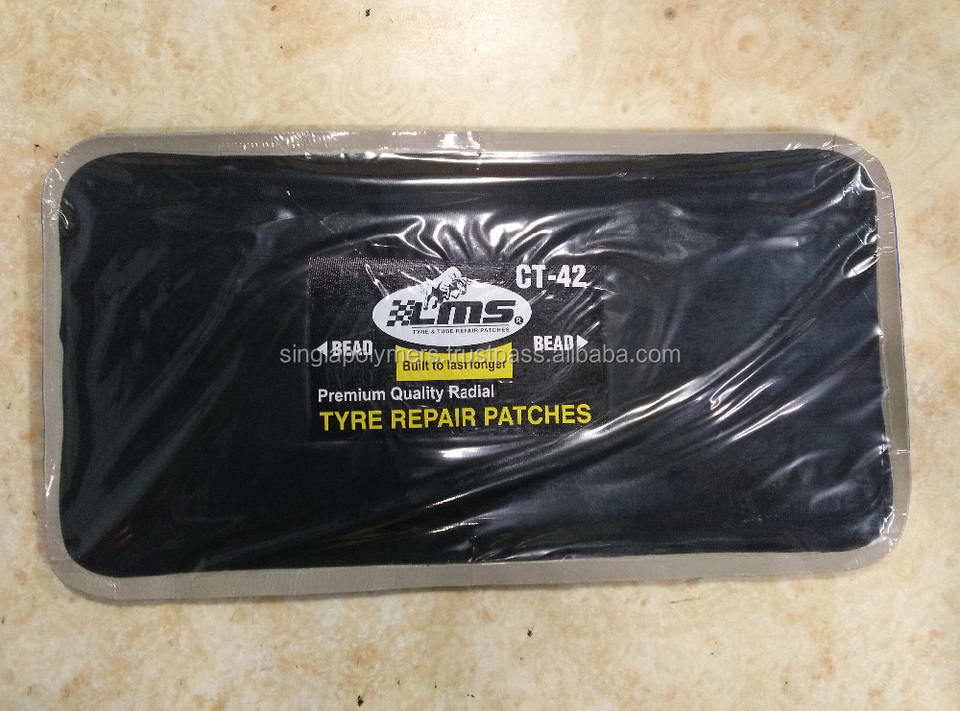 CT-42
LMS®
TYRE & TUBE REPAIR PATCHES
◀BEAD BEAD▶
singlapolymers.trustpass.alibaba.com
Built to last longer
Premium Quality Radial
TYRE REPAIR PATCHES